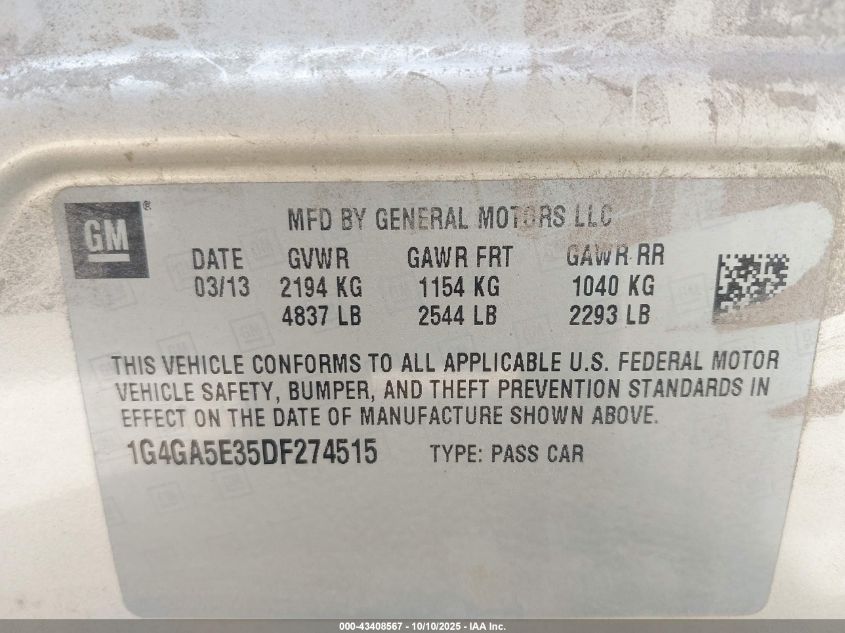 GM ®
MFD BY GENERAL MOTORS LLC
DATE GVWR GAWR FRT GAWR RR
03/13 2194 KG 1154 KG 1040 KG
4837 LB 2544 LB 2293 LB
THIS VEHICLE CONFORMS TO ALL APPLICABLE U.S. FEDERAL MOTOR
VEHICLE SAFETY, BUMPER, AND THEFT PREVENTION STANDARDS IN
EFFECT ON THE DATE OF MANUFACTURE SHOWN ABOVE.
1G4GA5E35DF274515 TYPE: PASS CAR
000-43408567 - 10/10/2025 - IAA Inc.